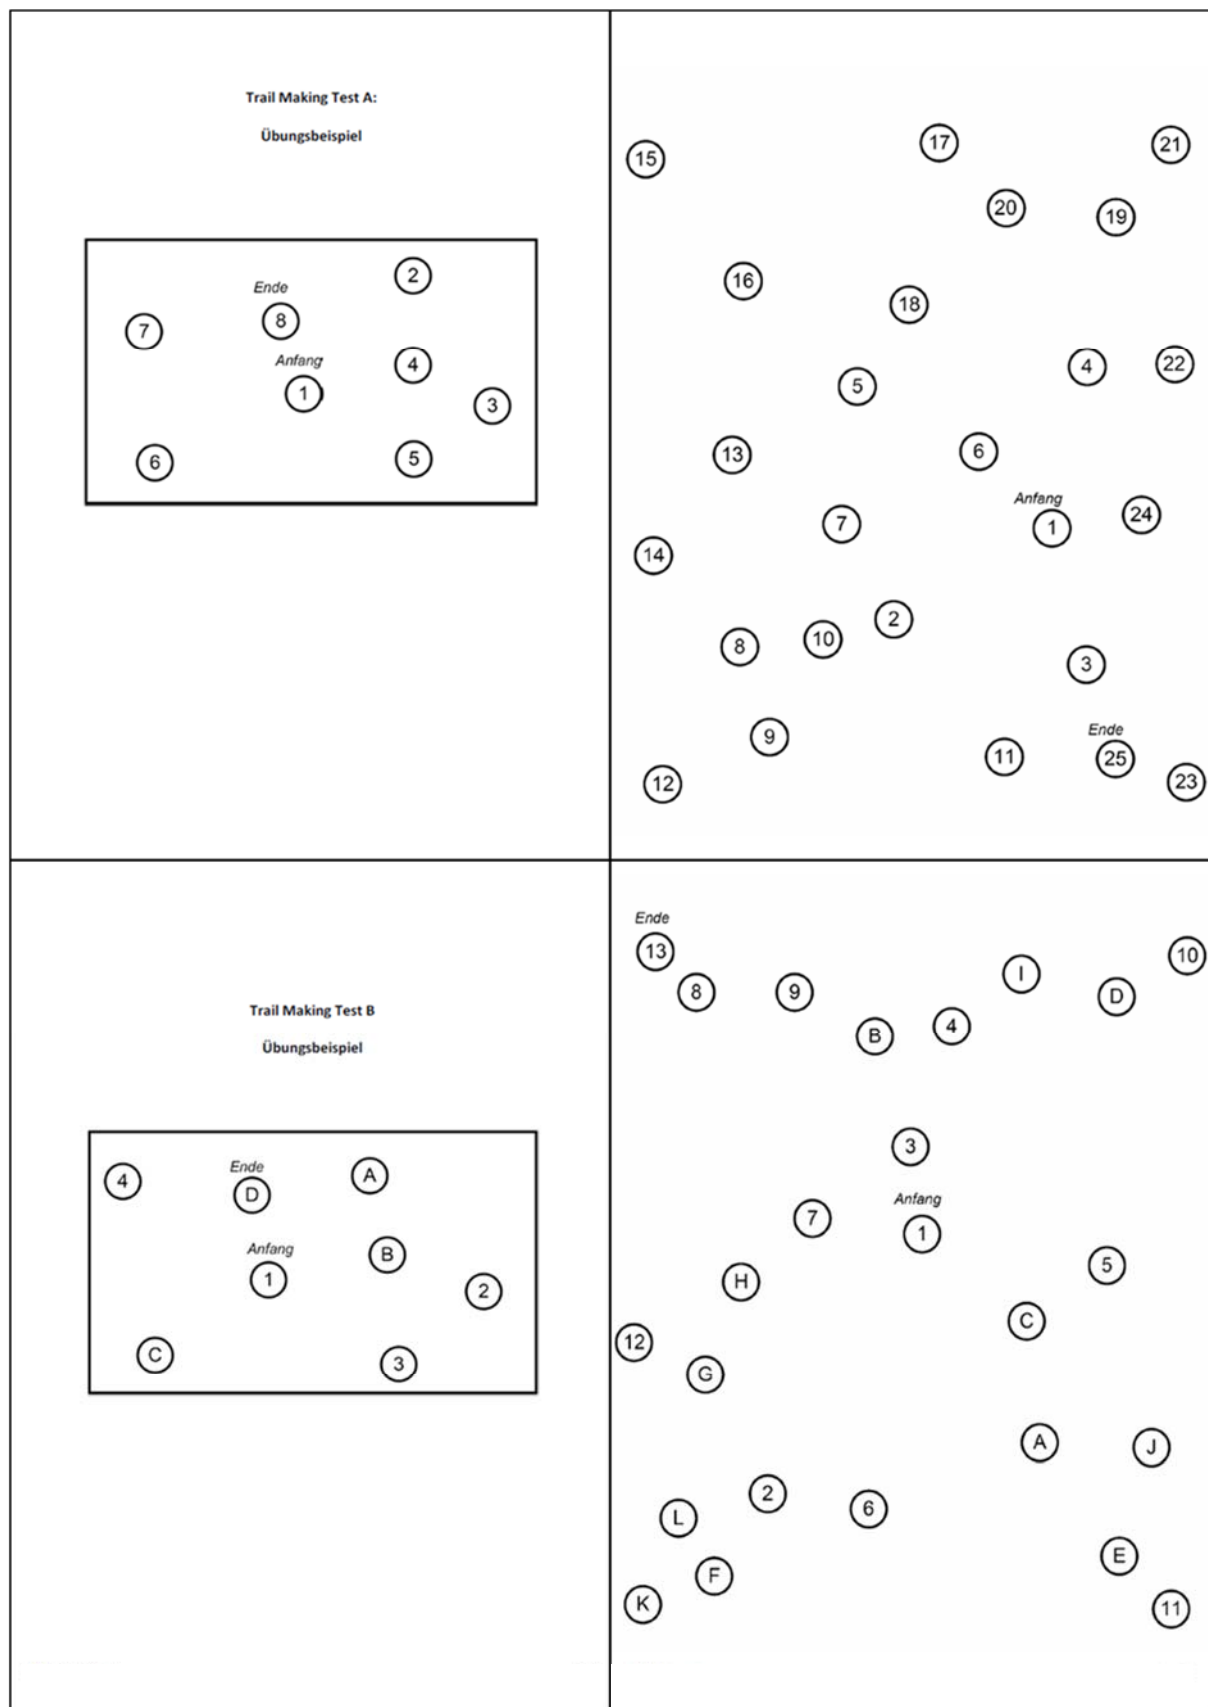 Trail Making Test A:
Übungsbeispiel
2
Ende
8
7
Anfang
4
1
3
6
5
17
21
15
20
19
16
18
4
22
5
6
13
Anfang
24
7
1
14
2
10
8
3
Ende
9
11
25
12
23
Trail Making Test B
Übungsbeispiel
A
Ende
4
D
Anfang
B
1
2
C
3
Ende
13
10
I
8
9
D
4
B
3
Anfang
7
1
5
H
C
12
G
A
J
2
6
L
E
F
K
11